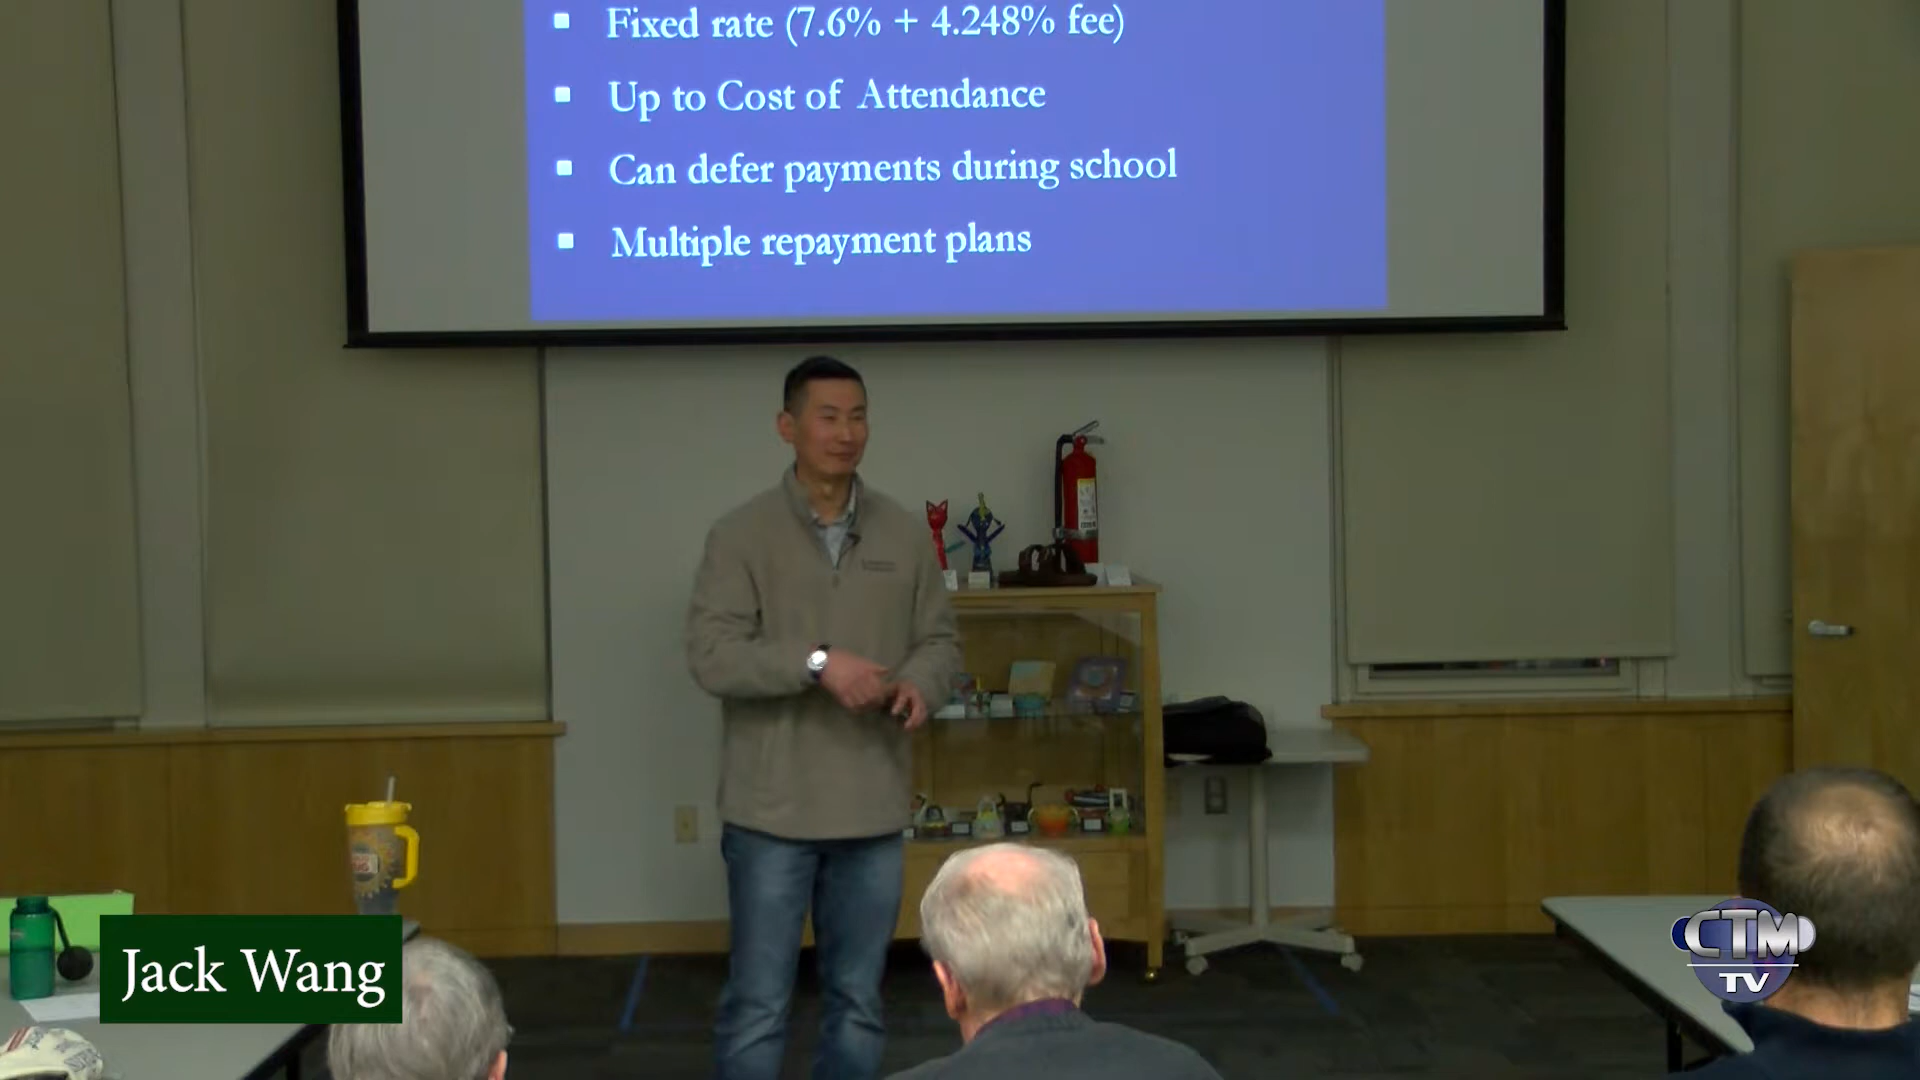 Fixed rate (7.6% + 4.248% fee)
Up to Cost of Attendance
Can defer payments during school
Multiple repayment plans
Jack Wang
CTM
TV